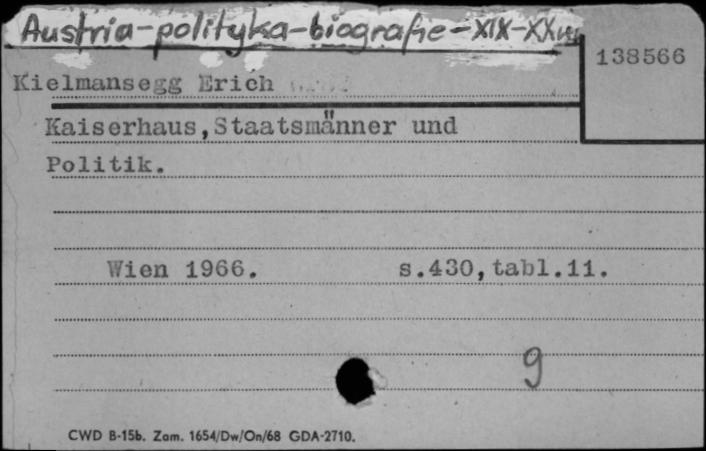 Austria-polityka-biografie-XIX-XXw
138566
Kielmansegg Erich
Kaiserhaus,Staatsmänner und
Politik.
Wien 1966. s.430,tabl.11.
9
CWD B-15b. Zam. 1654/Dw/On/68 GDA-2710.